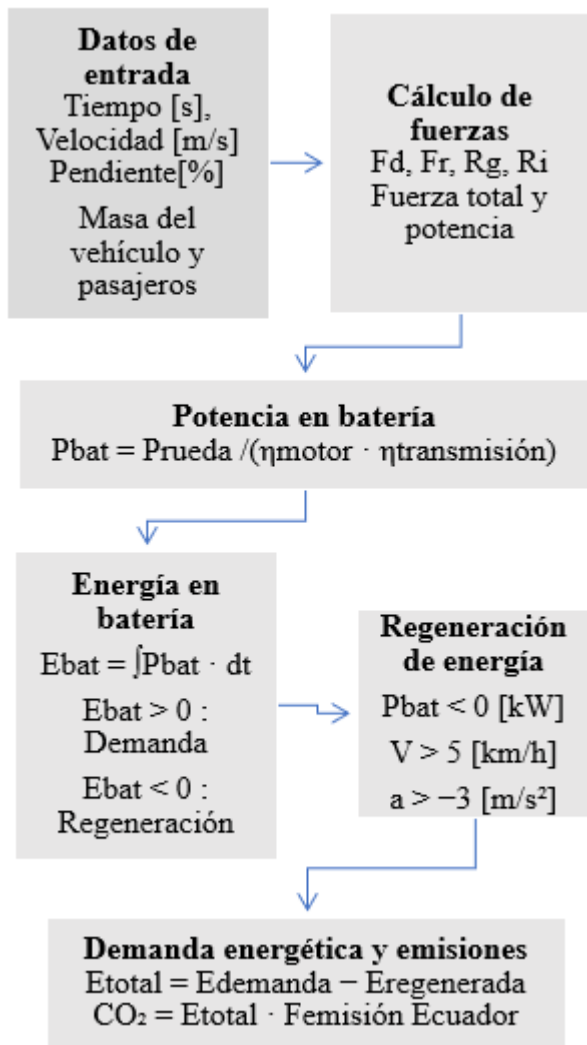 Datos de
entrada
Tiempo [s],
Velocidad [m/s]
Pendiente[%]
Masa del
vehículo y
pasajeros
Cálculo de
fuerzas
Fd, Fr, Rg, Ri
Fuerza total y
potencia
Potencia en batería
Pbat = Prueda /(ηmotor · ηtransmisión)
Energía en
batería
Ebat = ∫Pbat · dt
Ebat > 0 :
Demanda
Ebat < 0 :
Regeneración
Regeneración
de energía
Pbat < 0 [kW]
V > 5 [km/h]
a > −3 [m/s²]
Demanda energética y emisiones
Etotal = Edemanda − Eregenerada
CO₂ = Etotal · Femisión Ecuador